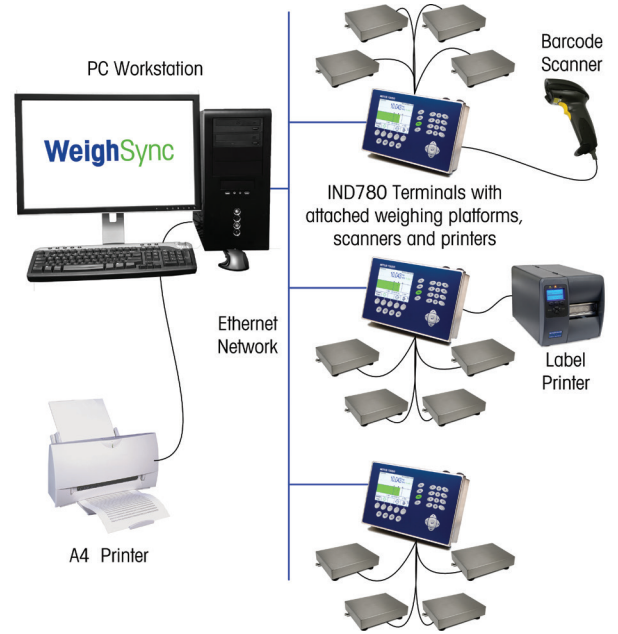 PC Workstation
WeighSync
Barcode
Scanner
IND780 Terminals with
attached weighing platforms,
scanners and printers
Ethernet
Network
Label
Printer
A4 Printer